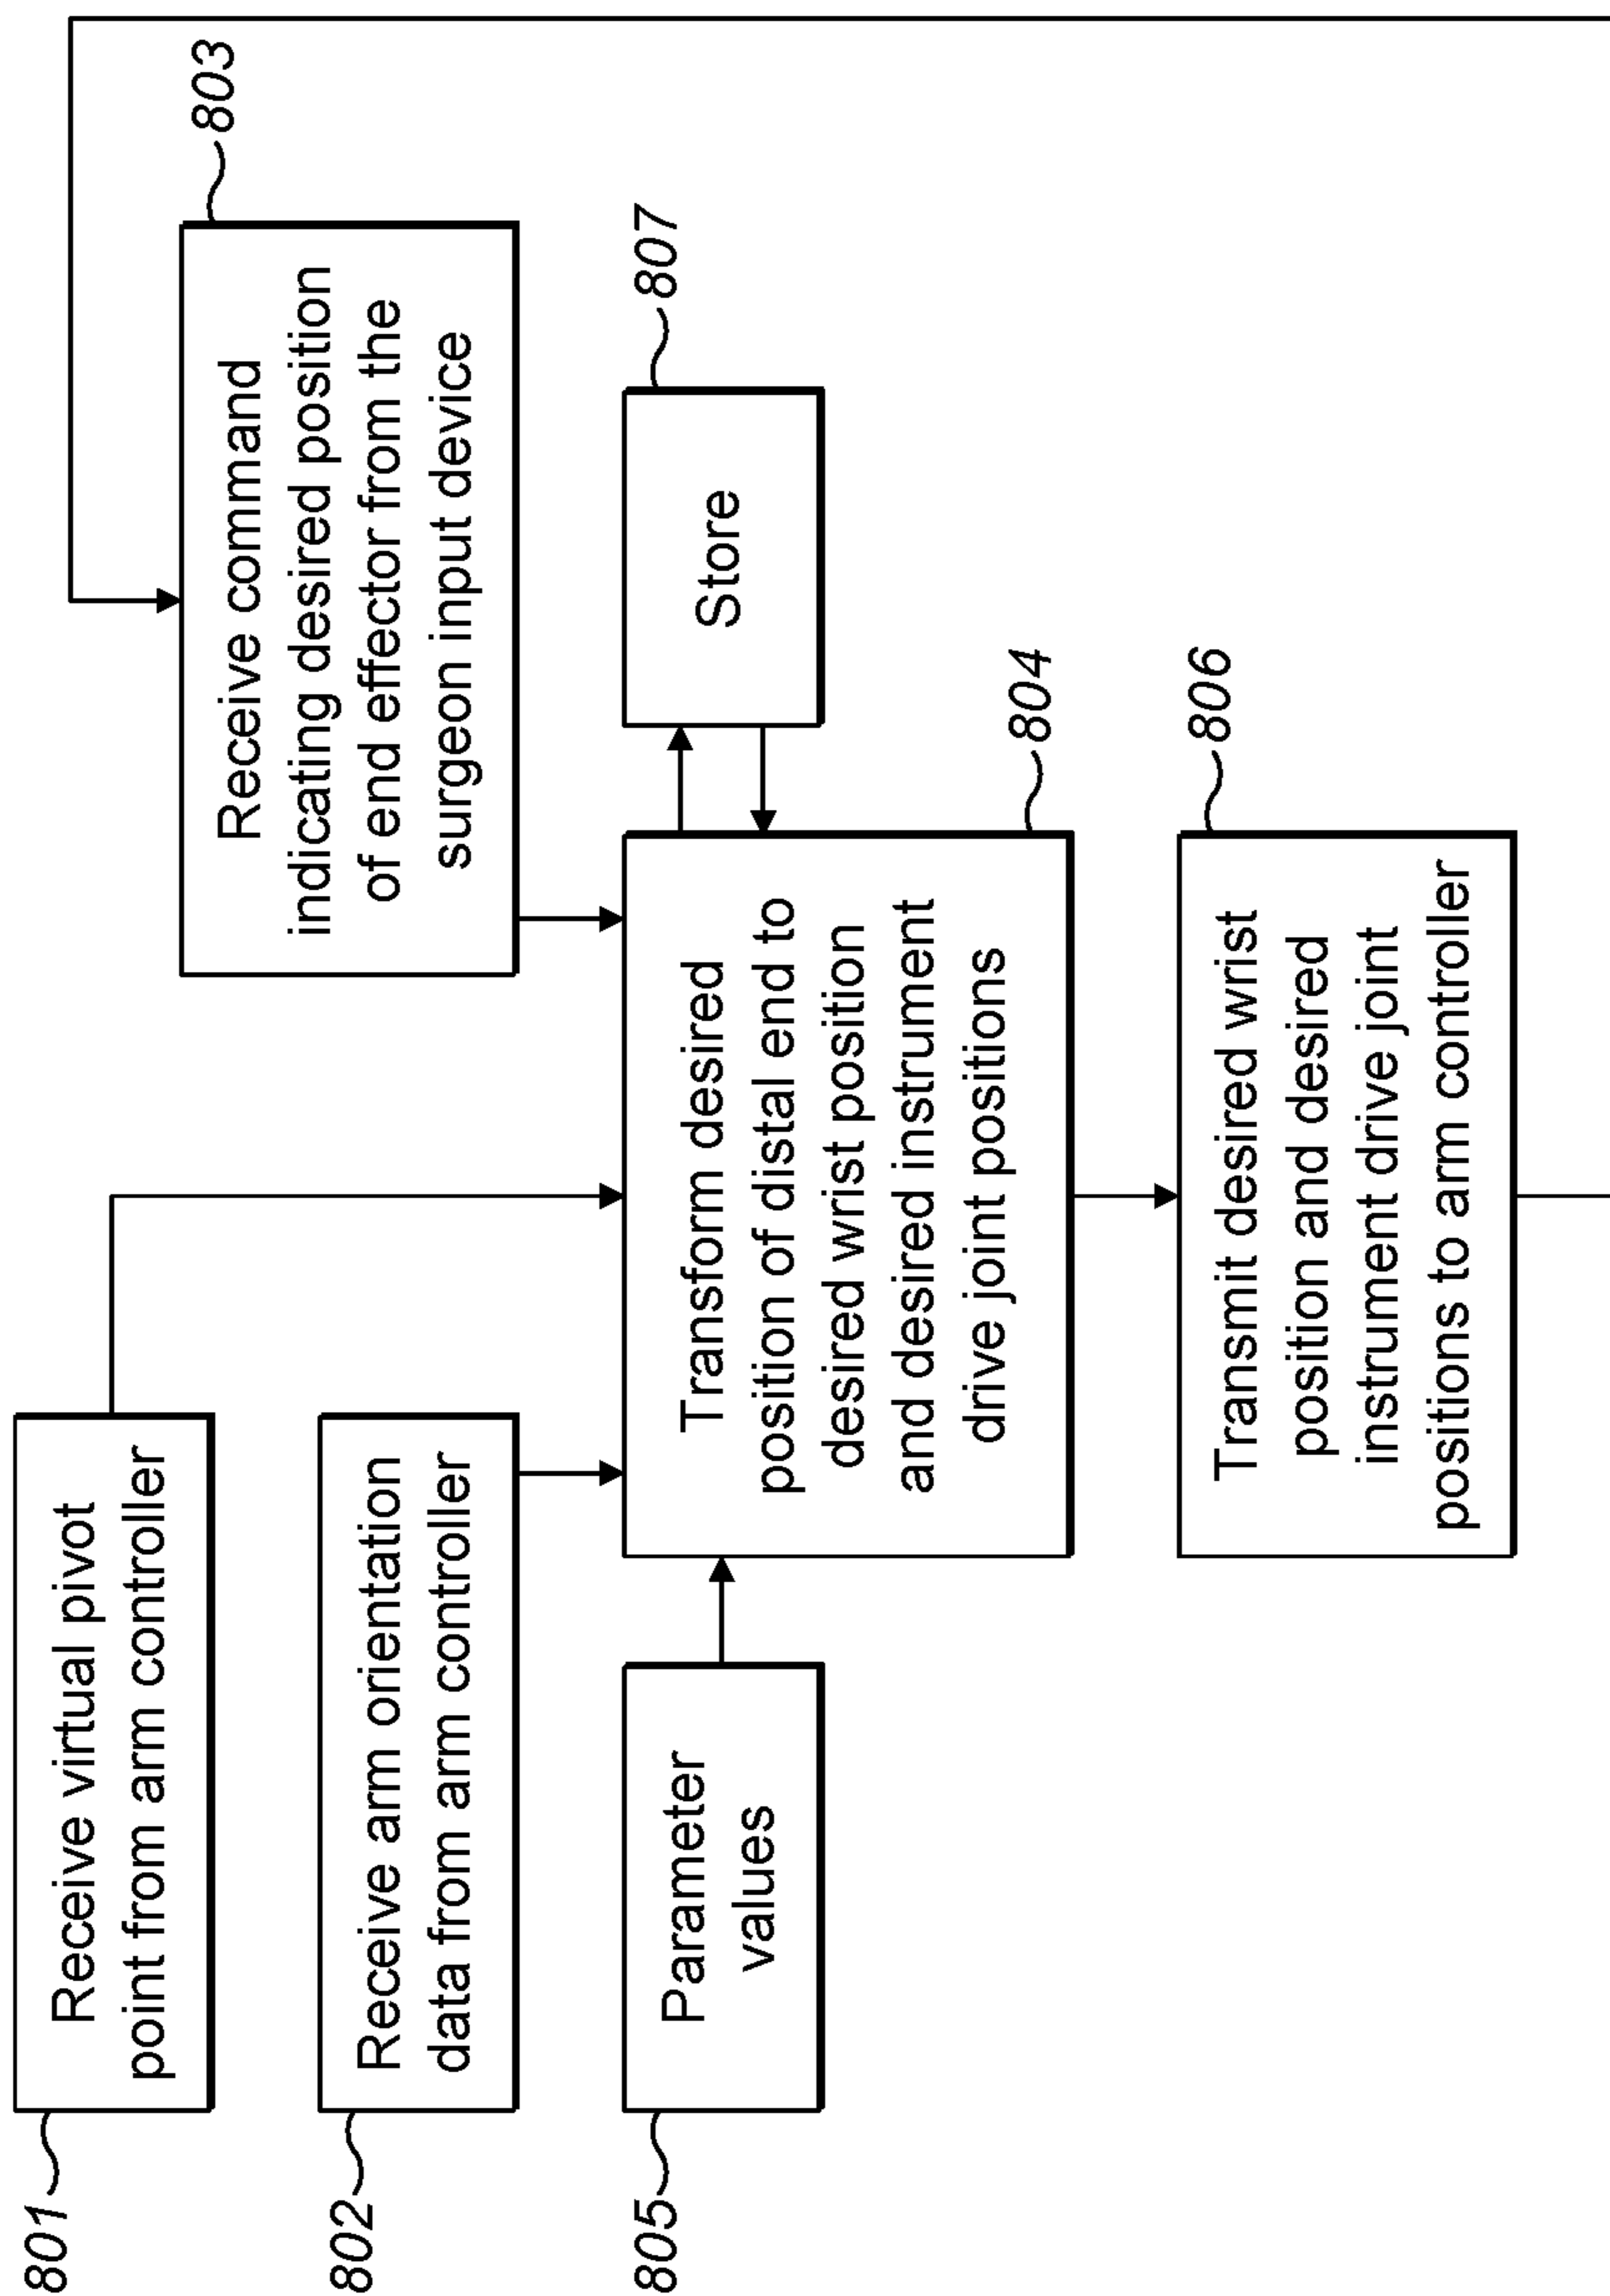 801
Receive virtual pivot
point from arm controller
802
Receive arm orientation
data from arm controller
803
Receive command
indicating desired position
of end effector from the
surgeon input device
805
Parameter
values
804
Transform desired
position of distal end to
desired wrist position
and desired instrument
drive joint positions
807
Store
806
Transmit desired wrist
position and desired
instrument drive joint
positions to arm controller